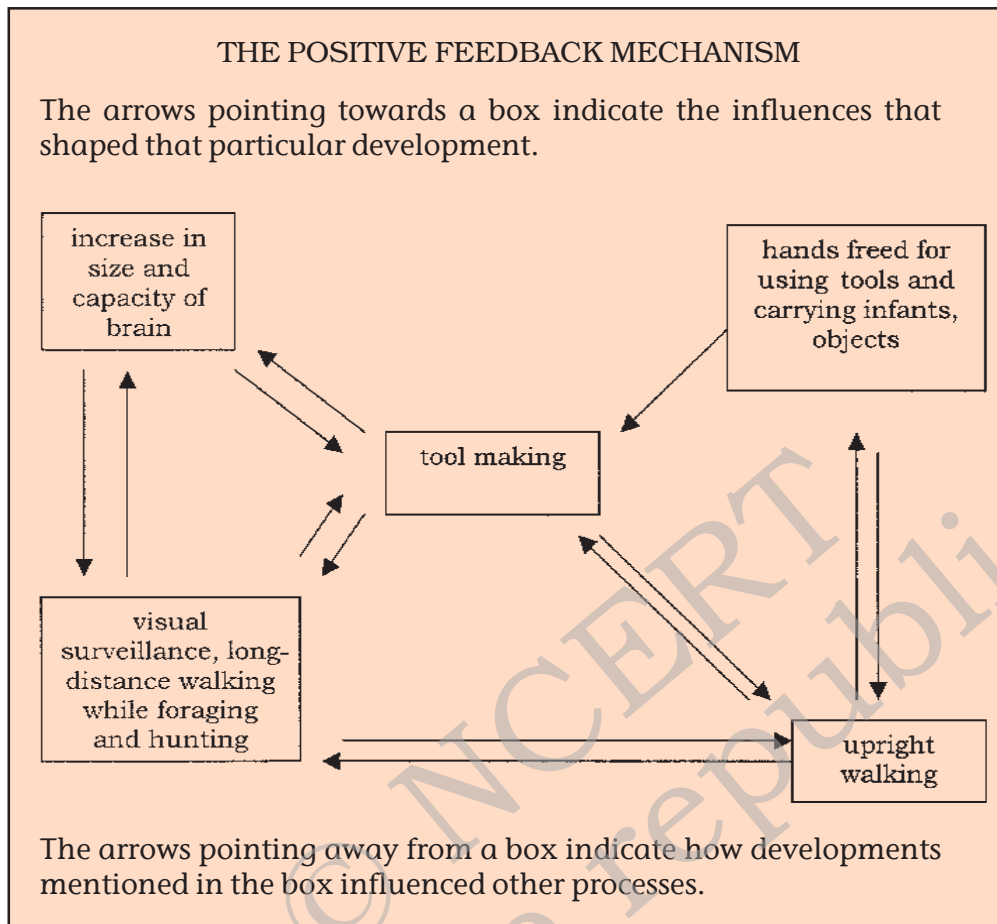 THE POSITIVE FEEDBACK MECHANISM
The arrows pointing towards a box indicate the influences that
shaped that particular development.
increase in
size and
capacity of
brain
hands freed for
using tools and
carrying infants,
objects
tool making
visual
surveillance, long-
distance walking
while foraging
and hunting
upright
walking
The arrows pointing away from a box indicate how developments
mentioned in the box influenced other processes.
© NCERT
republi